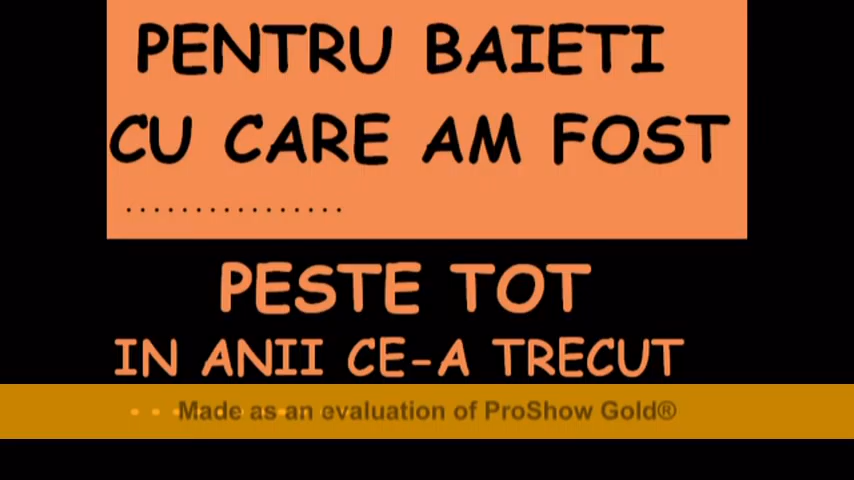 PENTRU BAIETI
CU CARE AM FOST
................
PESTE TOT
IN ANII CE-A TRECUT
Made as an evaluation of ProShow Gold®